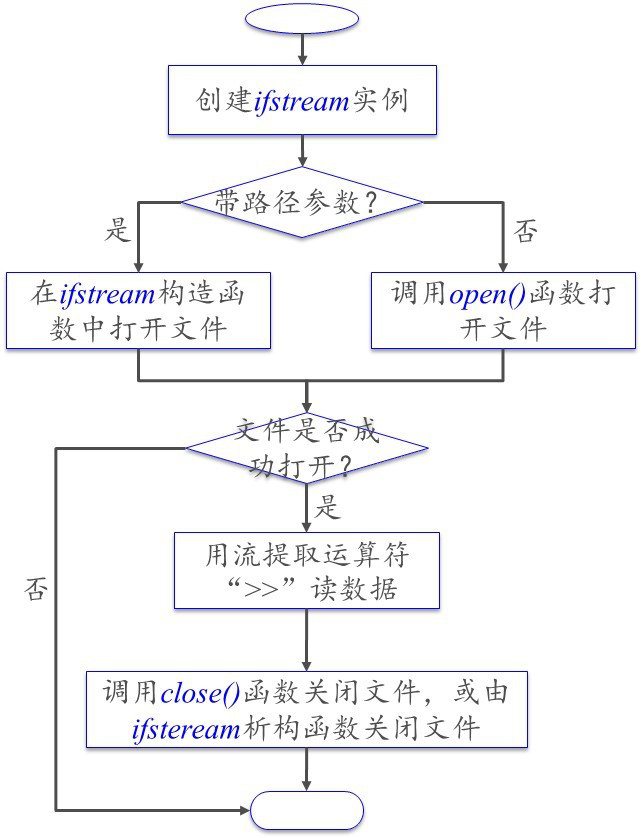 创建ifstream实例
带路径参数?
是
否
在ifstream构造函
数中打开文件
调用open()函数打
开文件
文件是否成
功打开?
是
否
用流提取运算符
“>>”读数据
调用close()函数关闭文件，或由
ifsteream析构函数关闭文件